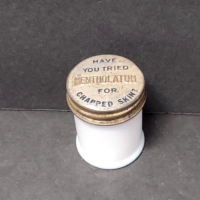 HAVE
YOU TRIED
MENTHOLATUM
FOR
CHAPPED SKIN?